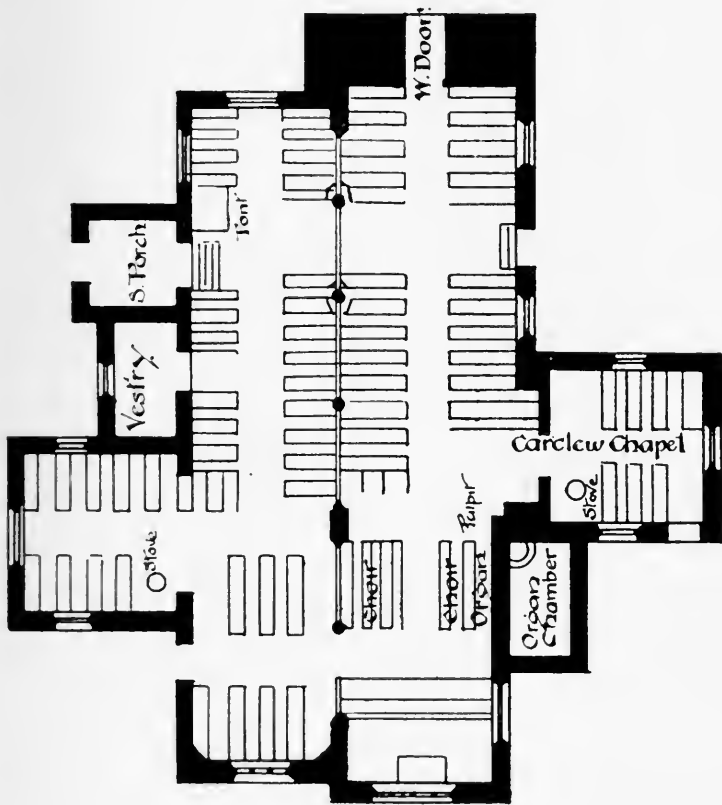 W. Door
Font
S. Porch
Vestry
Carclew Chapel
Stove
Stove
Pulpit
Choir
Choir
Organ
Organ
Chamber